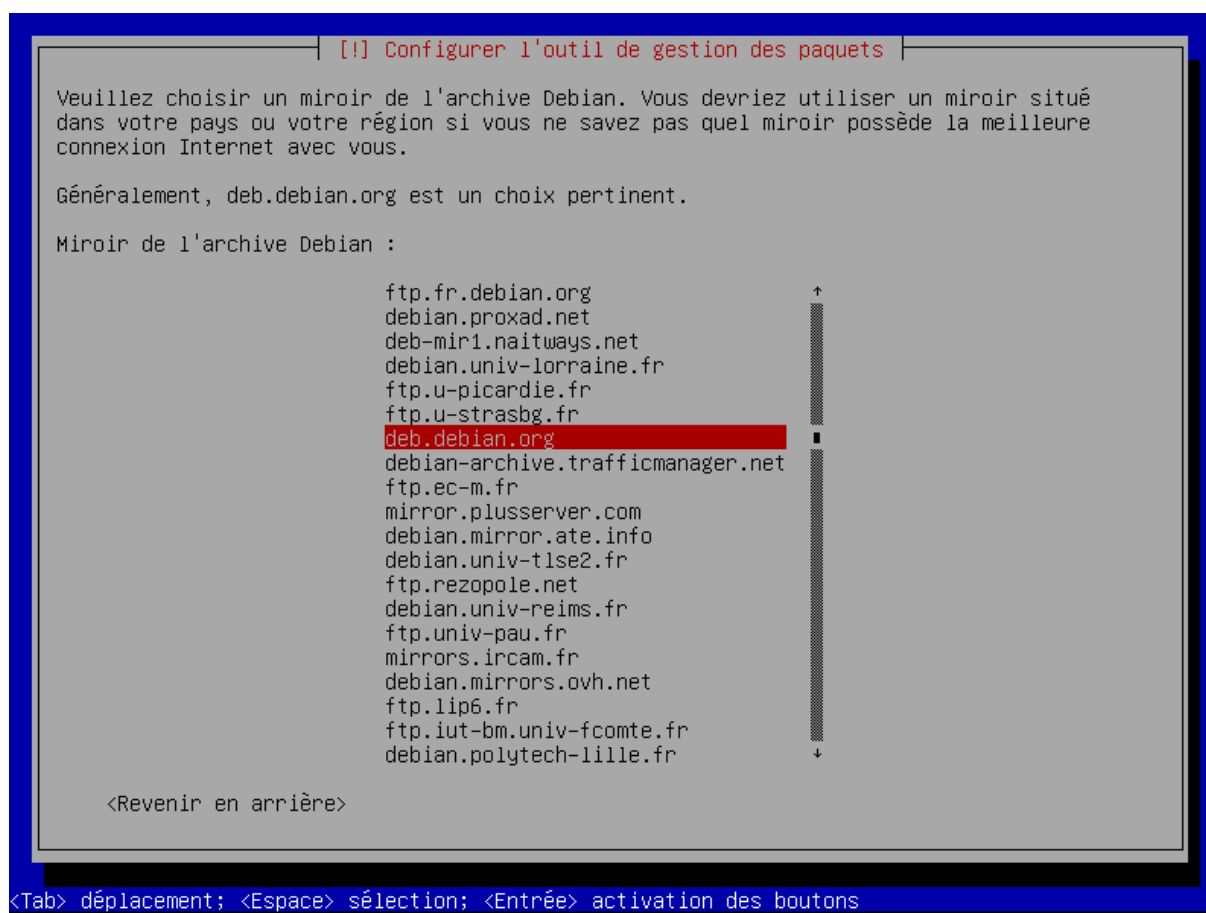 [!] Configurer l'outil de gestion des paquets
Veuillez choisir un miroir de l'archive Debian. Vous devriez utiliser un miroir situé
dans votre pays ou votre région si vous ne savez pas quel miroir possède la meilleure
connexion Internet avec vous.
Généralement, deb.debian.org est un choix pertinent.
Miroir de l'archive Debian :
ftp.fr.debian.org
debian.proxad.net
deb-mir1.naitways.net
debian.univ-lorraine.fr
ftp.u-picardie.fr
ftp.u-strasbg.fr
deb.debian.org
debian-archive.trafficmanager.net
ftp.ec-m.fr
mirror.plusserver.com
debian.mirror.ate.info
debian.univ-tlse2.fr
ftp.rezopole.net
debian.univ-reims.fr
ftp.univ-pau.fr
mirrors.ircam.fr
debian.mirrors.ovh.net
ftp.lip6.fr
ftp.iut-bm.univ-fcomte.fr
debian.polytech-lille.fr
<Revenir en arrière>
<Tab> déplacement; <Espace> sélection; <Entrée> activation des boutons